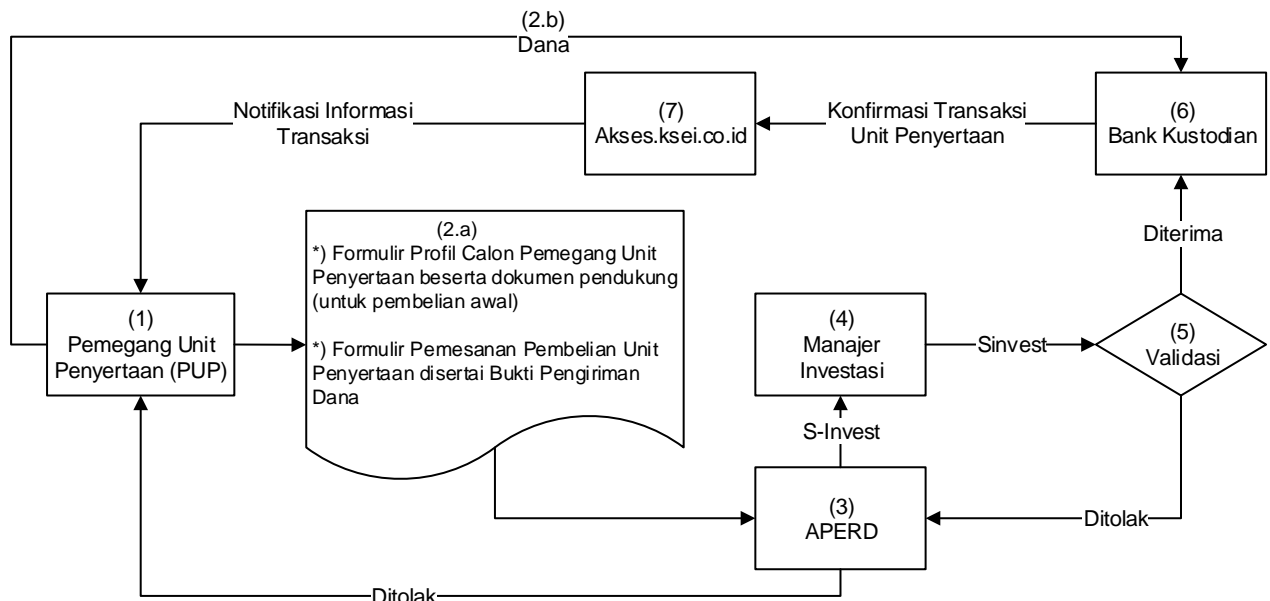 (2.b)
Dana
Notifikasi Informasi
Transaksi
(7)
Akses.ksei.co.id
Konfirmasi Transaksi
Unit Penyertaan
(6)
Bank Kustodian
(2.a)
*) Formulir Profil Calon Pemegang Unit
Penyertaan beserta dokumen pendukung
(untuk pembelian awal)
*) Formulir Pemesanan Pembelian Unit
Penyertaan disertai Bukti Pengiriman
Dana
Diterima
(1)
Pemegang Unit
Penyertaan (PUP)
(4)
Manajer
Investasi
Sinvest
(5)
Validasi
S-Invest
(3)
APERD
Ditolak
Ditolak